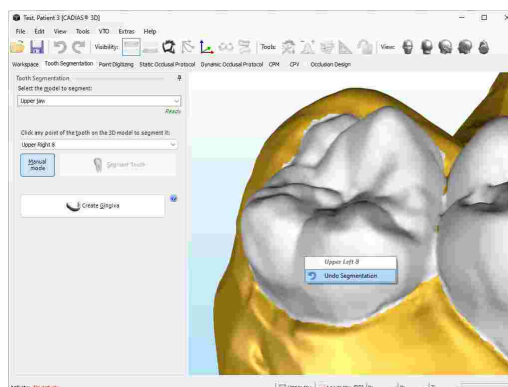 Test, Patient 3 [CADIAS® 3D]
File Edit View Tools VTO Extras Help
Visibility: Tools: View:
Workspace Tooth Segmentation Point Digitizing Static Occlusal Protocol Dynamic Occlusal Protocol CPM CPV Occlusion Design
Tooth Segmentation
Select the model to segment:
Upper Jaw
Ready
Click any point of the tooth on the 3D model to segment it:
Upper Right 8
Manual mode
Segment Tooth
Create Gingiva
Upper Left 8
Undo Segmentation